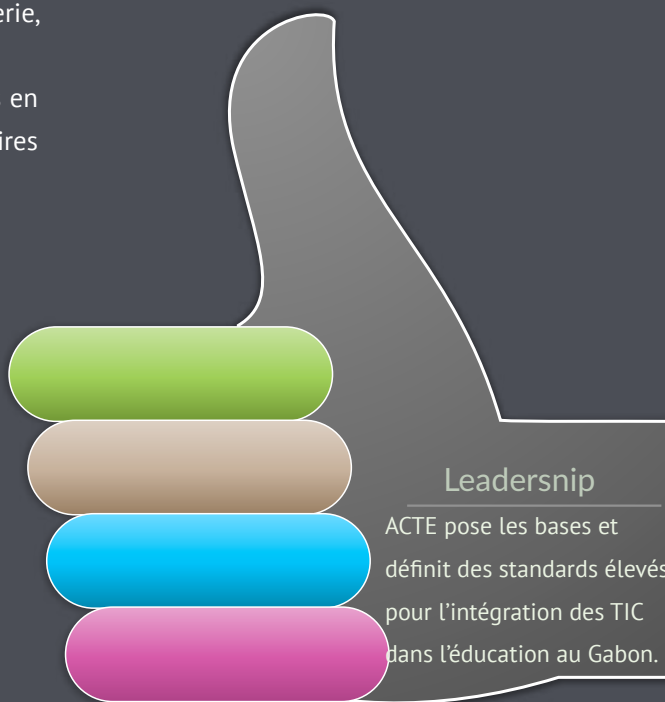 erie,
en
ires
Leadersnip
ACTE pose les bases et
définit des standards élevés
pour l'intégration des TIC
dans l'éducation au Gabon.